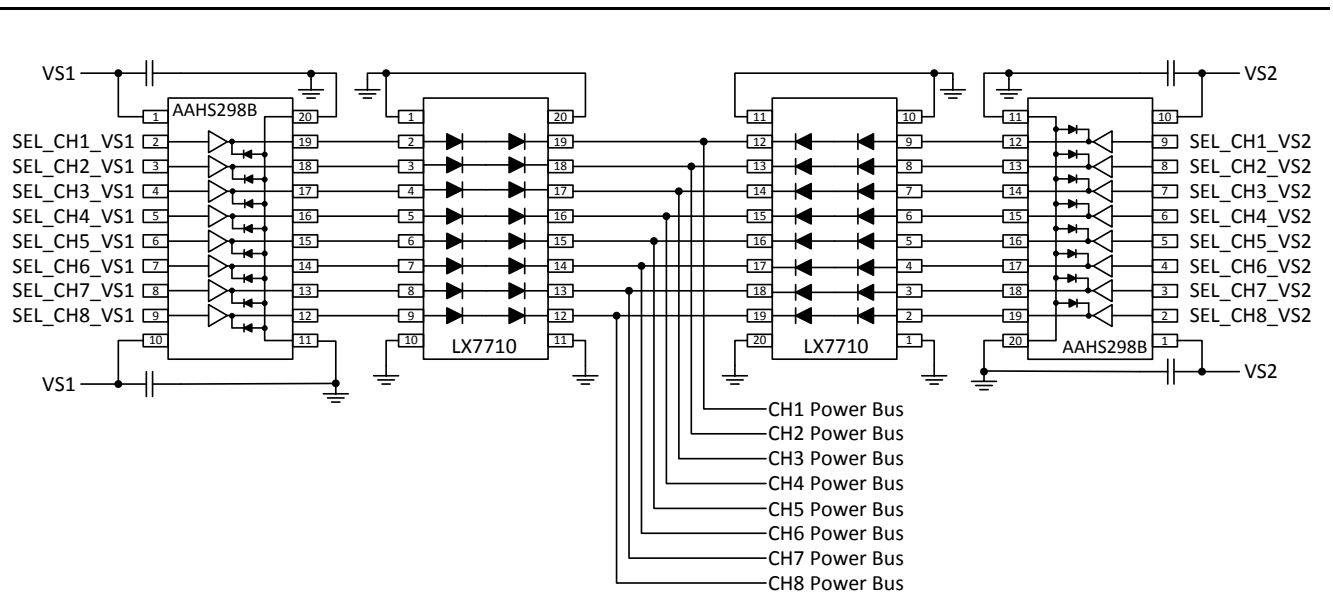 VS1 VS2
AAHS298B
1 20 1 20 11 10 11 10
SEL_CH1_VS1 2 19 2 19 12 9 12 9 SEL_CH1_VS2
SEL_CH2_VS1 3 18 3 18 13 8 13 8 SEL_CH2_VS2
SEL_CH3_VS1 4 17 4 17 14 7 14 7 SEL_CH3_VS2
SEL_CH4_VS1 5 16 5 16 15 6 15 6 SEL_CH4_VS2
SEL_CH5_VS1 6 15 6 15 16 5 16 5 SEL_CH5_VS2
SEL_CH6_VS1 7 14 7 14 17 4 17 4 SEL_CH6_VS2
SEL_CH7_VS1 8 13 8 13 18 3 18 3 SEL_CH7_VS2
SEL_CH8_VS1 9 12 9 12 19 2 19 2 SEL_CH8_VS2
10 11 10 11 20 1 20 1
LX7710 LX7710 AAHS298B
VS1 VS2
CH1 Power Bus
CH2 Power Bus
CH3 Power Bus
CH4 Power Bus
CH5 Power Bus
CH6 Power Bus
CH7 Power Bus
CH8 Power Bus